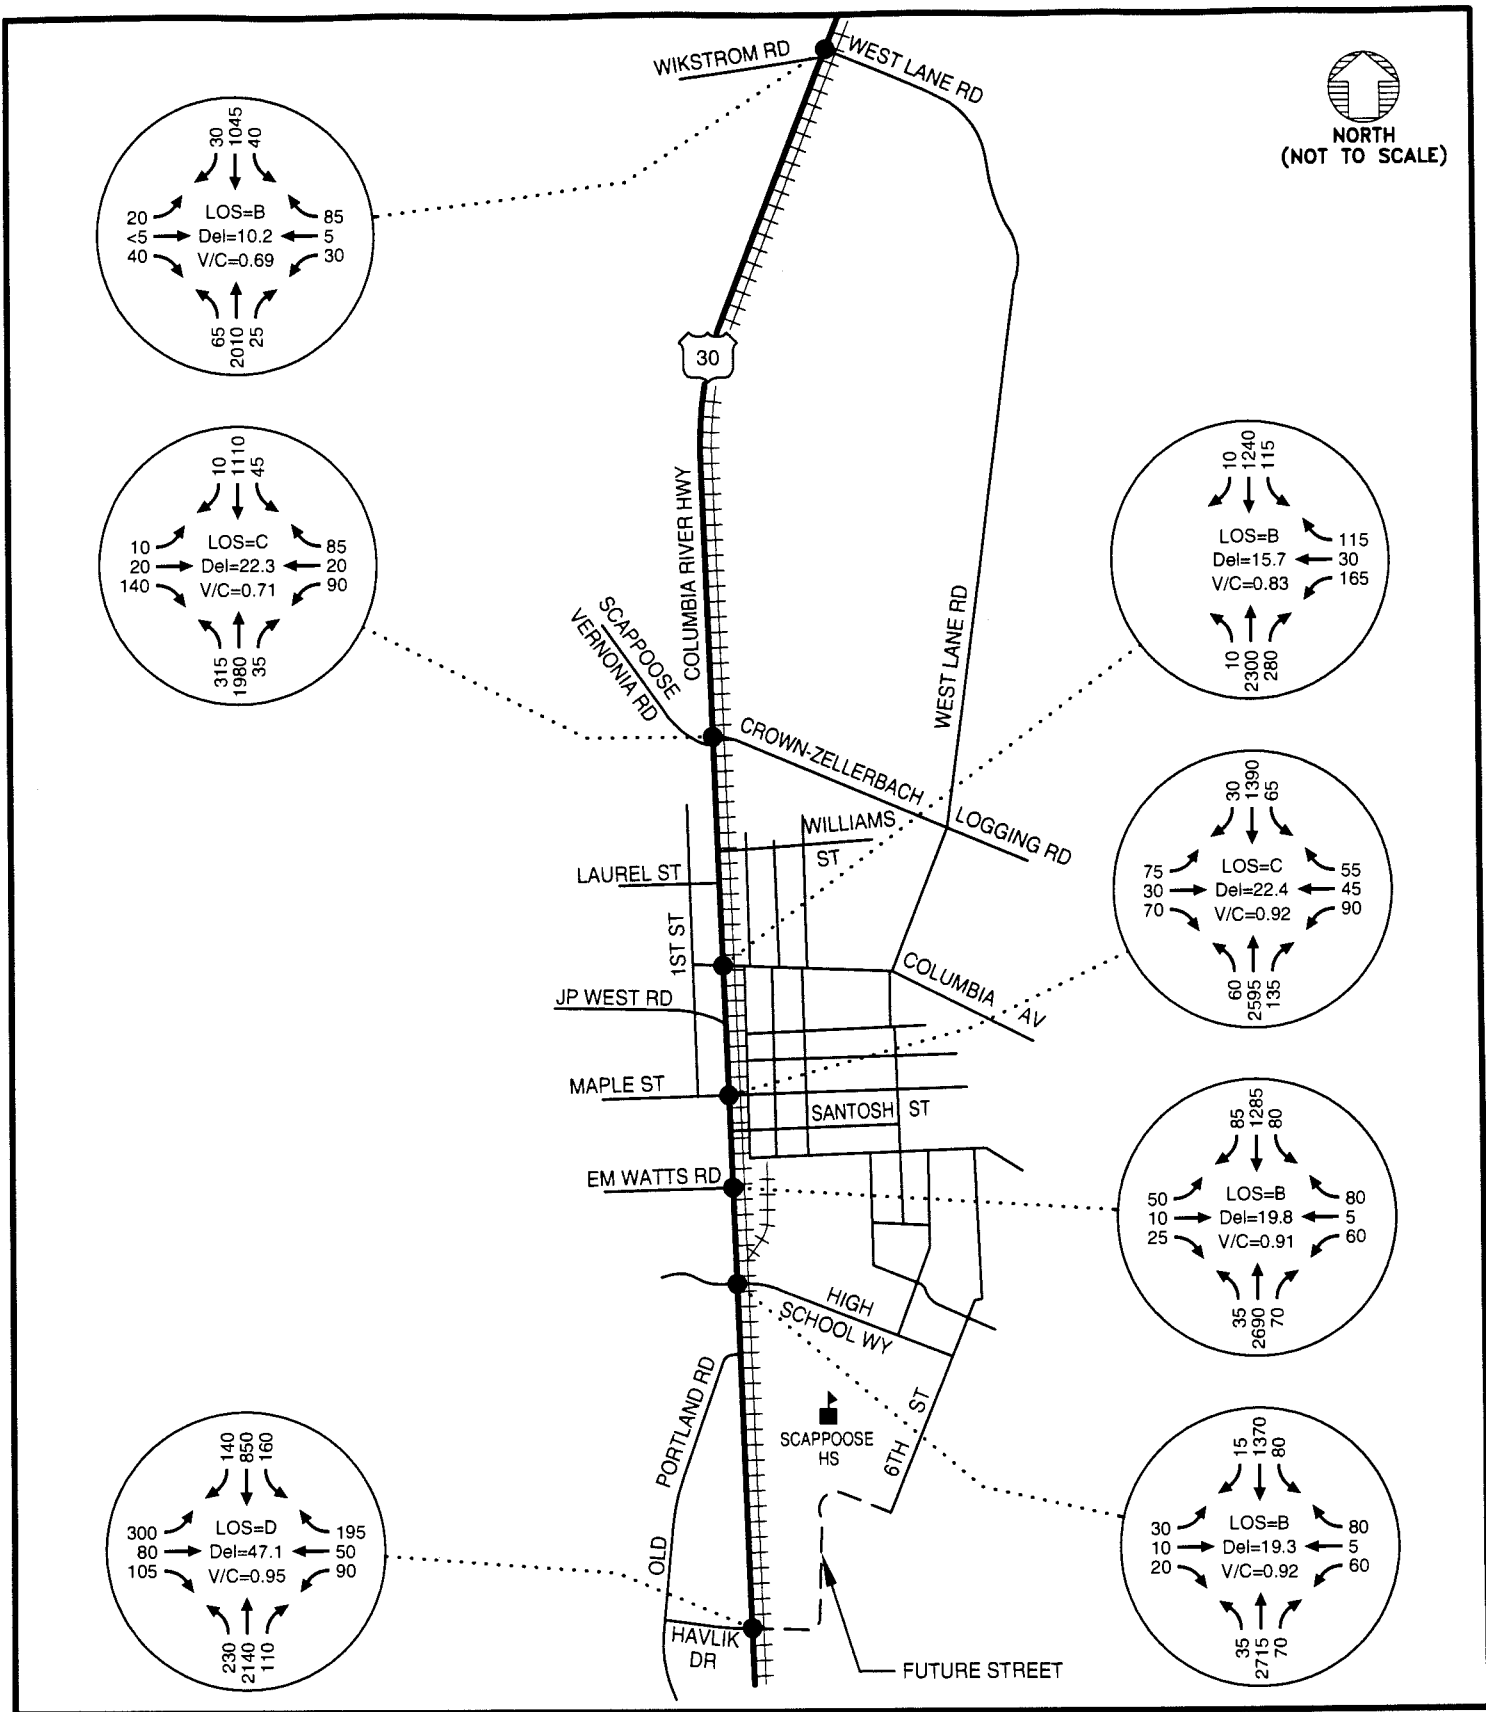 WIKSTROM RD
WEST LANE RD
NORTH
(NOT TO SCALE)
30
1045
40
20
<5
40
LOS=B
Del=10.2
V/C=0.69
85
5
30
65
2010
25
30
COLUMBIA RIVER HWY
10
1110
45
10
20
140
LOS=C
Del=22.3
V/C=0.71
85
20
90
315
1980
35
10
1240
115
LOS=B
Del=15.7
V/C=0.83
115
30
165
10
2300
280
SCAPPOOSE
VERNONIA RD
WEST LANE RD
CROWN-ZELLERBACH
LOGGING RD
WILLIAMS
ST
LAUREL ST
1ST ST
30
1390
65
75
30
70
LOS=C
Del=22.4
V/C=0.92
55
45
90
60
2595
135
COLUMBIA
AV
JP WEST RD
MAPLE ST
SANTOSH ST
EM WATTS RD
85
1285
80
50
10
25
LOS=B
Del=19.8
V/C=0.91
80
5
60
35
2690
70
HIGH
SCHOOL WY
OLD
PORTLAND RD
SCAPPOOSE
HS
6TH
ST
140
850
160
300
80
105
LOS=D
Del=47.1
V/C=0.95
195
50
90
230
2140
110
15
1370
80
30
10
20
LOS=B
Del=19.3
V/C=0.92
80
5
60
35
2715
70
HAVLIK
DR
FUTURE STREET